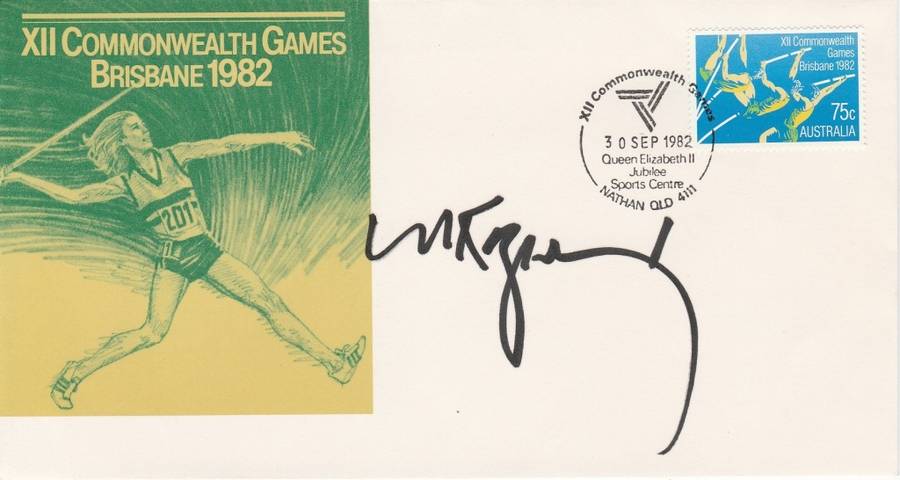 XII COMMONWEALTH GAMES
BRISBANE 1982
201
XII Commonwealth Games
30 SEP 1982
Queen Elizabeth II
Jubilee
Sports Centre
NATHAN QLD 4111
XII Commonwealth
Games
Brisbane 1982
75c
AUSTRALIA